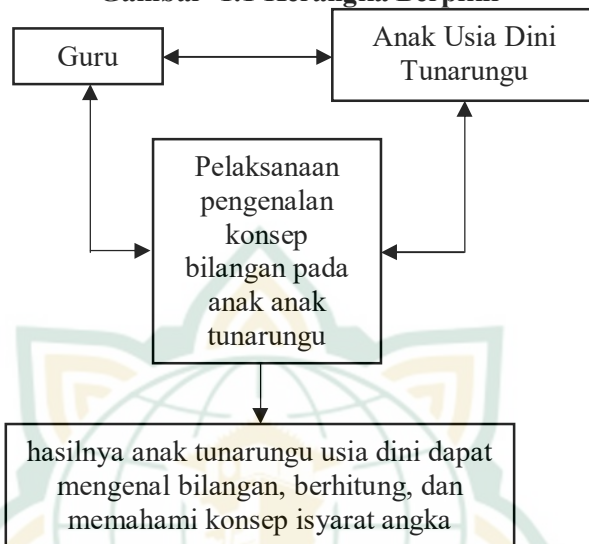 Gambar 1.1 Kerangka Berpikir
Guru
Anak Usia Dini
Tunarungu
Pelaksanaan
pengenalan
konsep
bilangan pada
anak anak
tunarungu
hasilnya anak tunarungu usia dini dapat
mengenal bilangan, berhitung, dan
memahami konsep isyarat angka